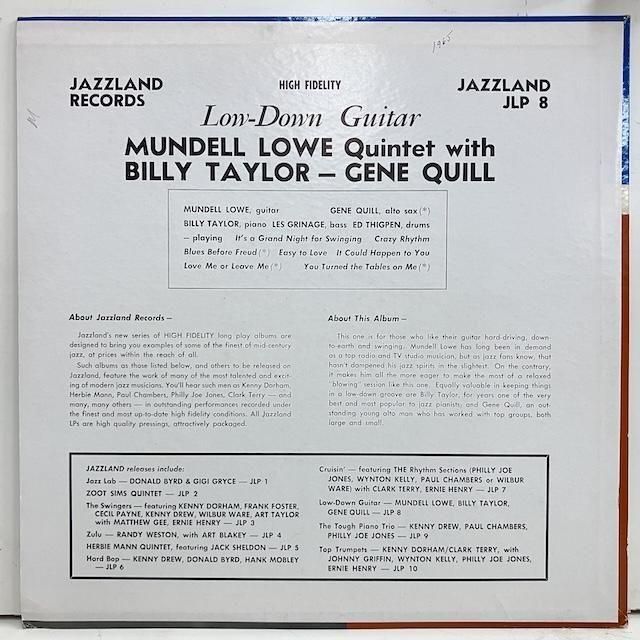 1965
JAZZLAND
RECORDS
HIGH FIDELITY
JAZZLAND
JLP 8
Low-Down Guitar
MUNDELL LOWE Quintet with
BILLY TAYLOR — GENE QUILL
MUNDELL LOWE, guitar GENE QUILL, alto sax (*)
BILLY TAYLOR, piano LES GRINAGE, bass ED THIGPEN, drums
— playing It's a Grand Night for Swinging Crazy Rhythm
Blues Before Freud (*) Easy to Love It Could Happen to You
Love Me or Leave Me (*) You Turned the Tables on Me (*)
About Jazzland Records —
Jazzland's new series of HIGH FIDELITY long play albums are
designed to bring you examples of some of the finest of mid-century
jazz, at prices within the reach of all.
Such albums as those listed below, and others to be released on
Jazzland, feature the work of many of the most talented and excit-
ing of modern jazz musicians. You'll hear such men as Kenny Dorham,
Herbie Mann, Paul Chambers, Philly Joe Jones, Clark Terry — and
many, many others — in outstanding performances recorded under
the finest and most up-to-date high fidelity conditions. All Jazzland
LPs are high quality pressings, attractively packaged.
About This Album —
This one is for those who like their guitar hard-driving, down-
to-earth and swinging. Mundell Lowe has long been in demand
as a top radio and TV studio musician, but as jazz fans know, that
hasn't dampened his jazz spirits in the slightest. On the contrary,
it makes him all the more eager to make the most of a relaxed
"blowing" session like this one. Equally valuable in keeping things
in a low-down groove are Billy Taylor, for years one of the very
best and most popular to jazz pianists; and Gene Quill, an out-
standing young alto man who has worked with top groups, both
large and small.
JAZZLAND releases include:
Jazz Lab — DONALD BYRD & GIGI GRYCE — JLP 1
ZOOT SIMS QUINTET — JLP 2
The Swingers — featuring KENNY DORHAM, FRANK FOSTER,
CECIL PAYNE, KENNY DREW, WILBUR WARE, ART TAYLOR
with MATTHEW GEE, ERNIE HENRY — JLP 3
Zulu — RANDY WESTON, with ART BLAKEY — JLP 4
HERBIE MANN QUINTET, featuring JACK SHELDON — JLP 5
Hard Bop — KENNY DREW, DONALD BYRD, HANK MOBLEY
— JLP 6
Cruisin' — featuring THE Rhythm Sections (PHILLY JOE
JONES, WYNTON KELLY, PAUL CHAMBERS or WILBUR
WARE) with CLARK TERRY, ERNIE HENRY — JLP 7
Low-Down Guitar — MUNDELL LOWE, BILLY TAYLOR,
GENE QUILL — JLP 8
The Tough Piano Trio — KENNY DREW, PAUL CHAMBERS,
PHILLY JOE JONES — JLP 9
Top Trumpets — KENNY DORHAM/CLARK TERRY, with
JOHNNY GRIFFIN, WYNTON KELLY, PHILLY JOE JONES,
ERNIE HENRY — JLP 10